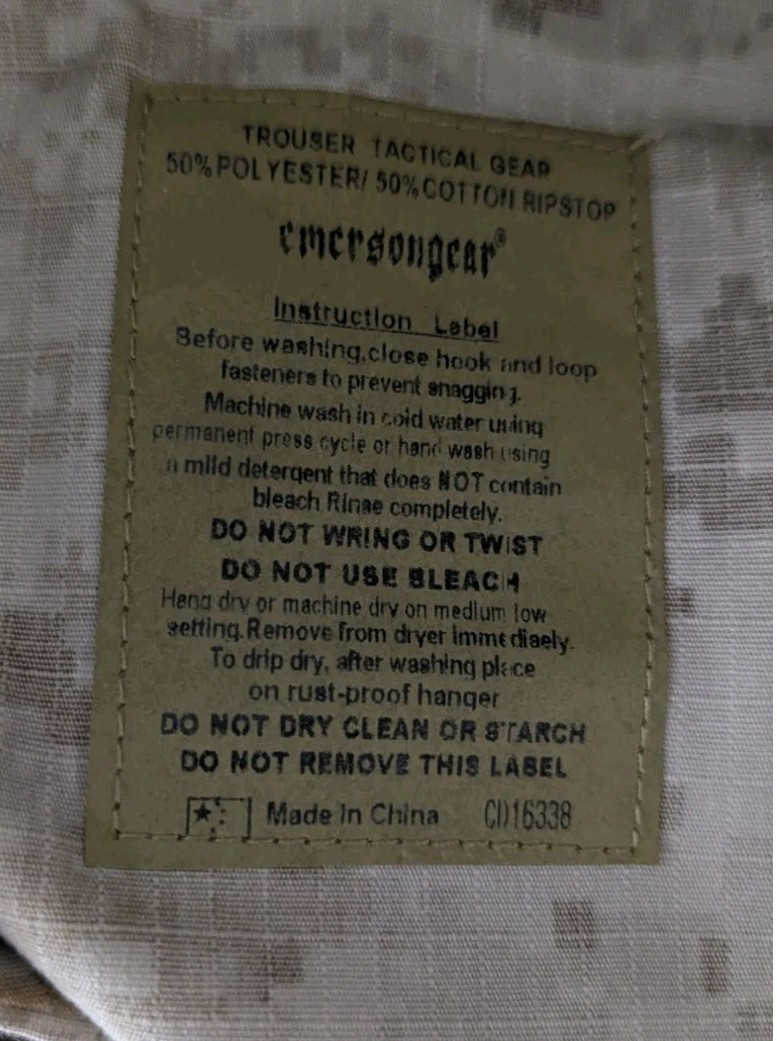 TROUSER TACTICAL GEAR
50% POLYESTER/ 50% COTTON RIPSTOP
emersongear®
Instruction Label
Before washing,close hook and loop
fasteners to prevent snagging.
Machine wash in cold water using
permanent press cycle or hand wash using
a mild detergent that does NOT contain
bleach.Rinse completely.
DO NOT WRING OR TWIST
DO NOT USE BLEACH
Hang dry or machine dry on medium low
setting.Remove from dryer immediaely.
To drip dry, after washing place
on rust-proof hanger
DO NOT DRY CLEAN OR STARCH
DO NOT REMOVE THIS LABEL
Made in China CD16338